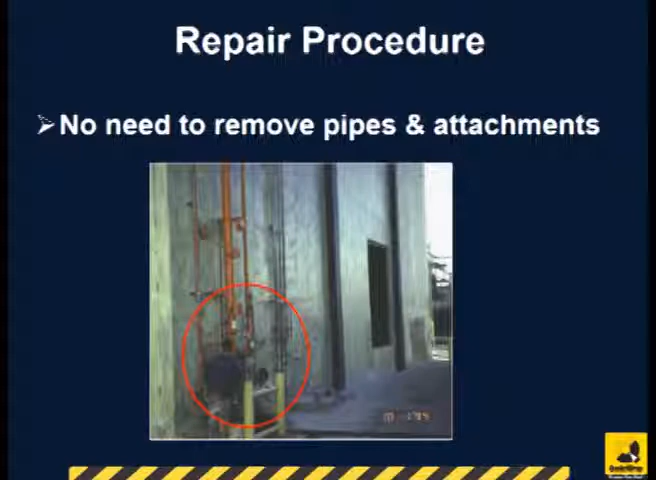 Repair Procedure
➢No need to remove pipes & attachments